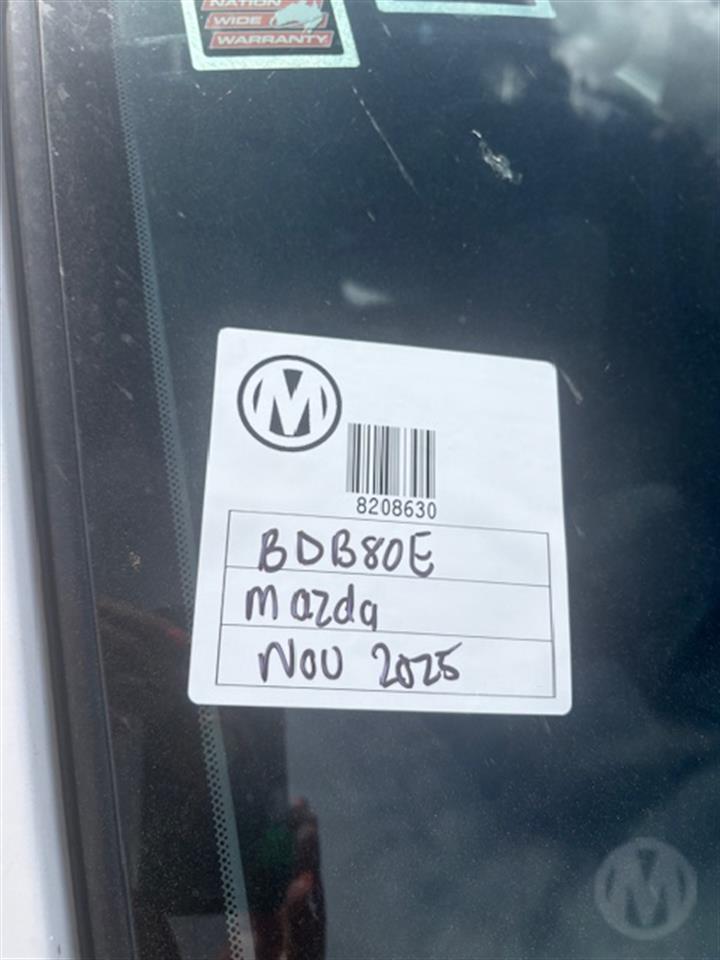 NATION
WIDE
WARRANTY
M
8208630
BDB80E
Mazda
Nov 2025
M